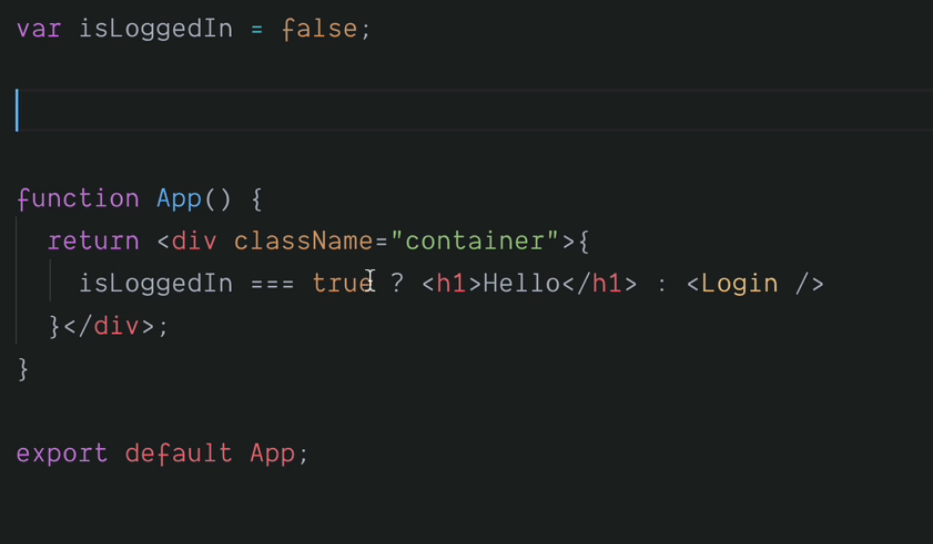 var isLoggedIn = false;
function App() {
return <div className="container">{
isLoggedIn === true ? <h1>Hello</h1> : <Login />
}</div>;
}
export default App;